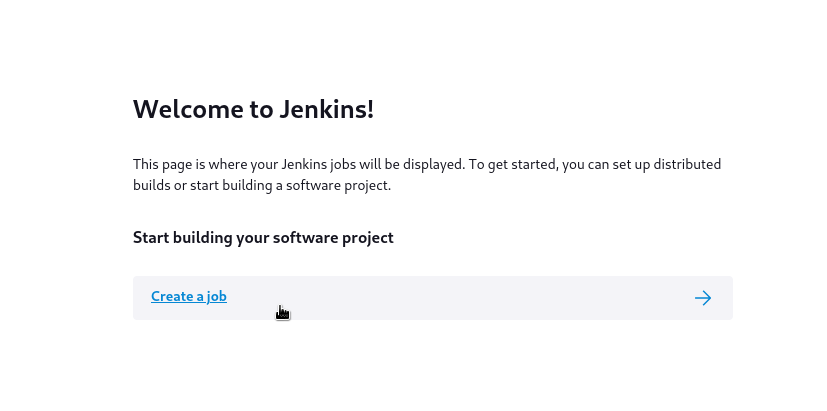 Welcome to Jenkins!
This page is where your Jenkins jobs will be displayed. To get started, you can set up distributed
builds or start building a software project.
Start building your software project
Create a job